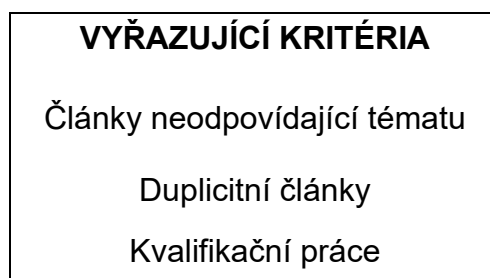 VYŘAZUJÍCÍ KRITÉRIA
Články neodpovídající tématu
Duplicitní články
Kvalifikační práce